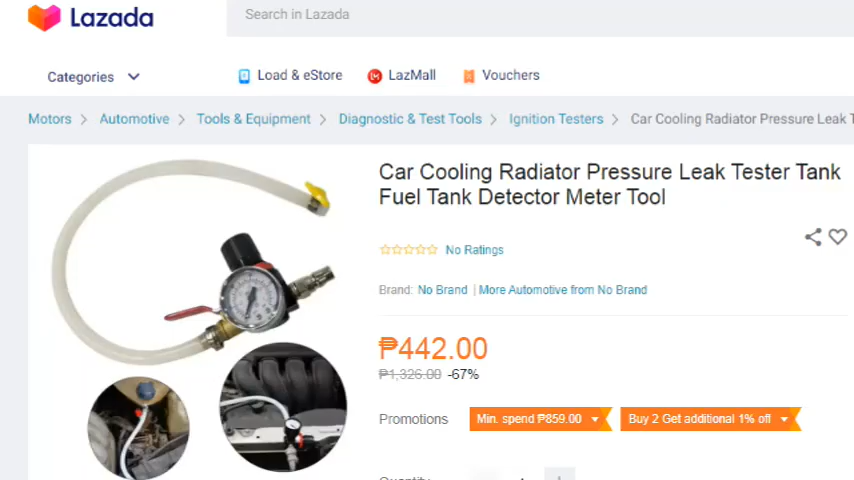 Lazada
Search in Lazada
Categories
Load & eStore
LazMall
Vouchers
Motors > Automotive > Tools & Equipment > Diagnostic & Test Tools > Ignition Testers > Car Cooling Radiator Pressure Leak T
Car Cooling Radiator Pressure Leak Tester Tank
Fuel Tank Detector Meter Tool
No Ratings
Brand: No Brand | More Automotive from No Brand
₱442.00
₱1,326.00 -67%
Promotions
Min. spend ₱859.00
Buy 2 Get additional 1% off